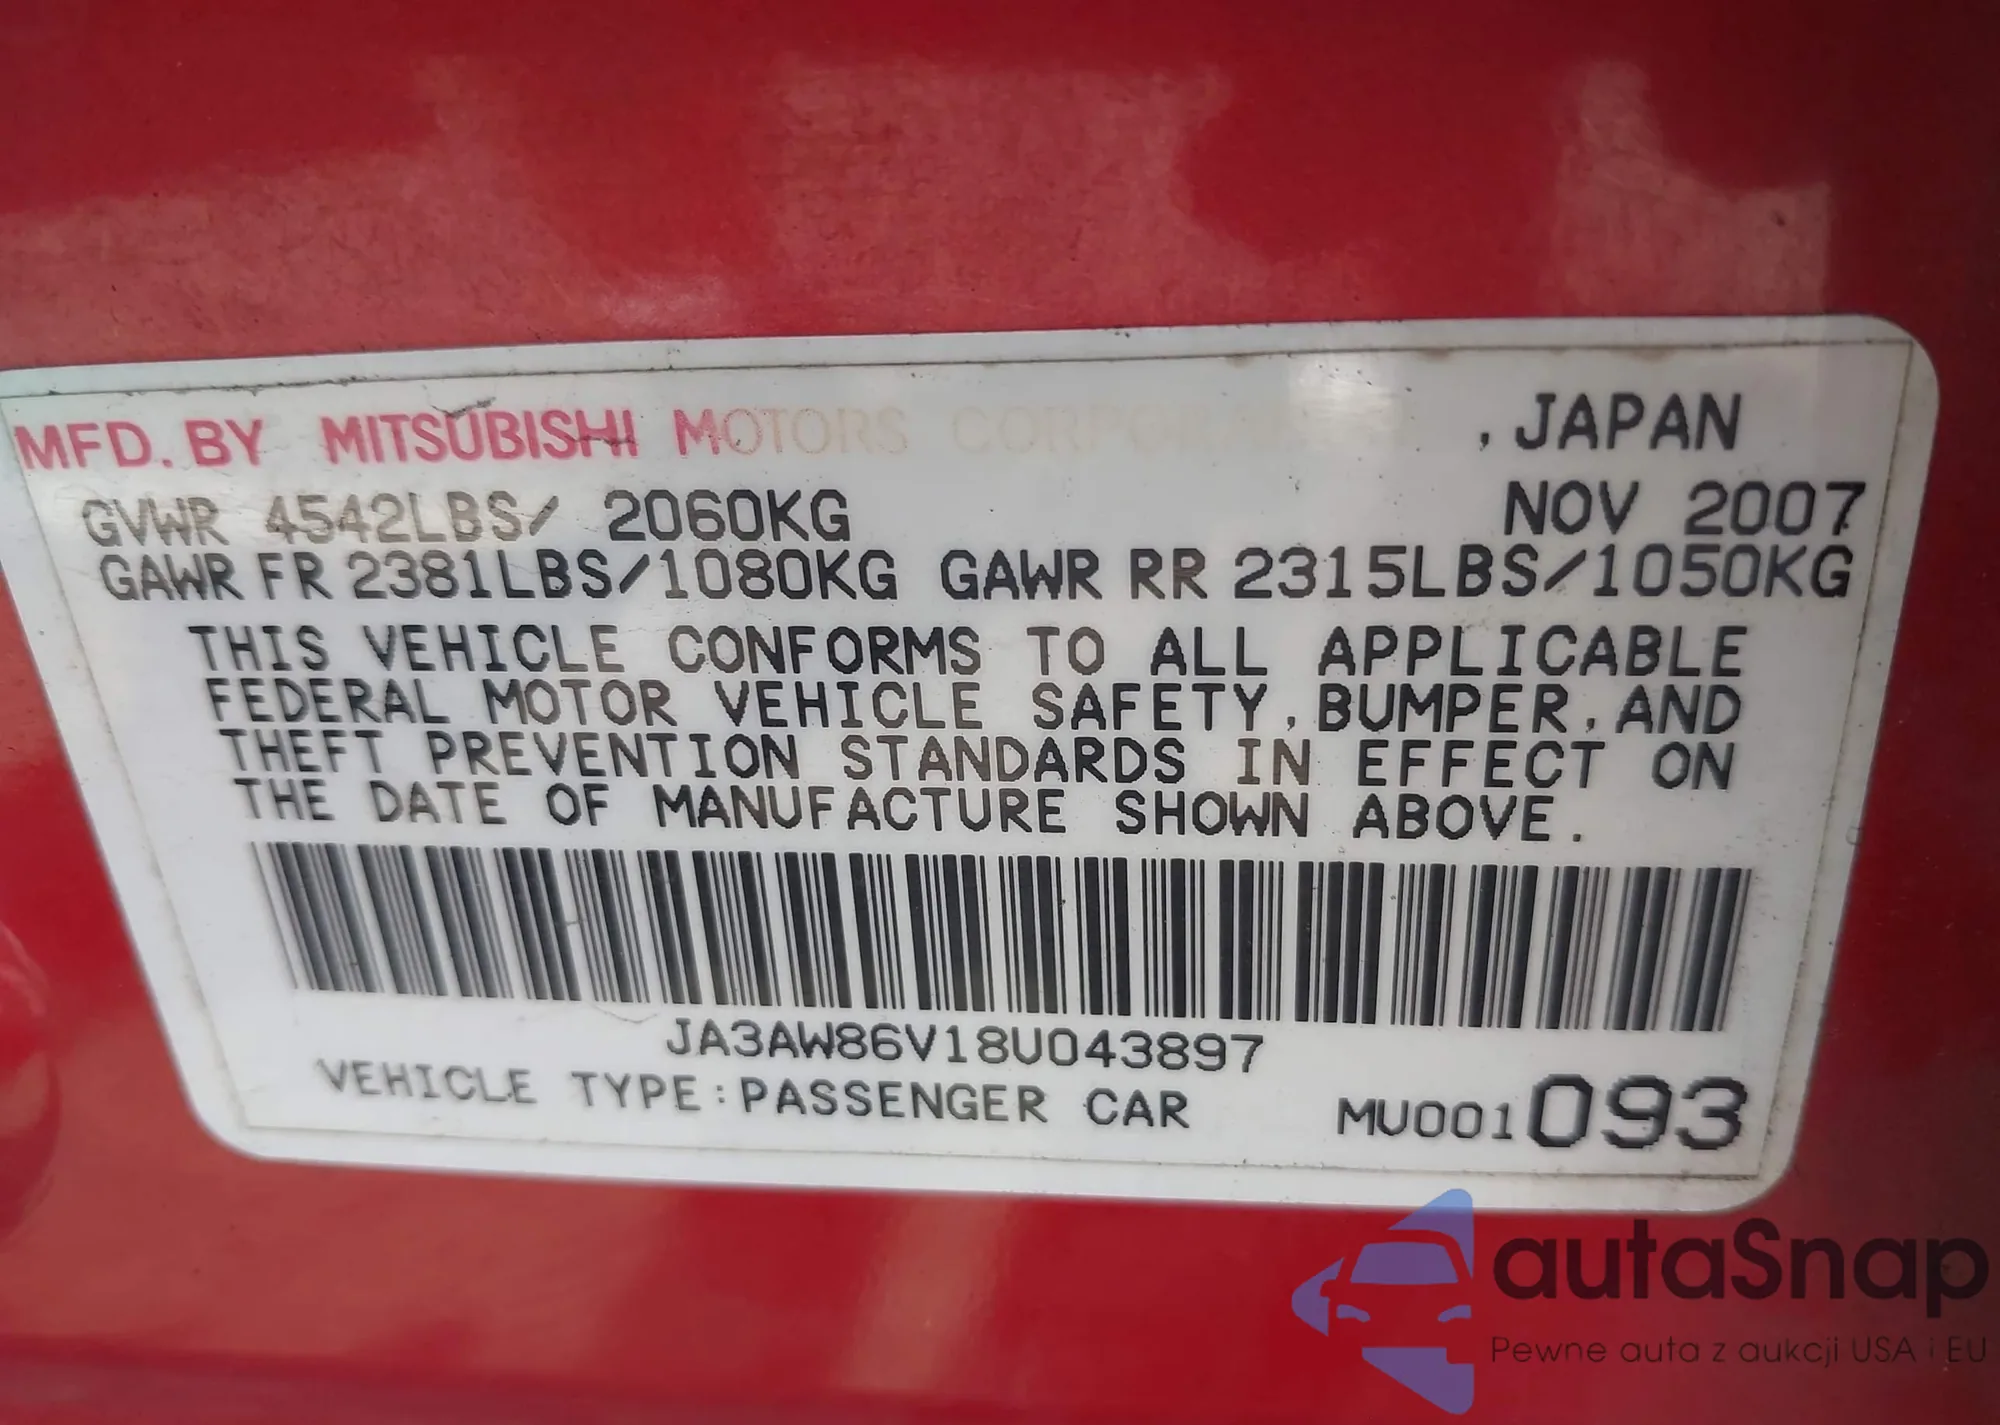 MFD. BY MITSUBISHI MOTORS CORPORATION , JAPAN
GVWR 4542LBS/ 2060KG NOV 2007
GAWR FR 2381LBS/1080KG GAWR RR 2315LBS/1050KG
THIS VEHICLE CONFORMS TO ALL APPLICABLE
FEDERAL MOTOR VEHICLE SAFETY, BUMPER, AND
THEFT PREVENTION STANDARDS IN EFFECT ON
THE DATE OF MANUFACTURE SHOWN ABOVE.
JA3AW86V18U043897
VEHICLE TYPE:PASSENGER CAR MU001093
autaSnap
Pewne auta z aukcji USA i EU